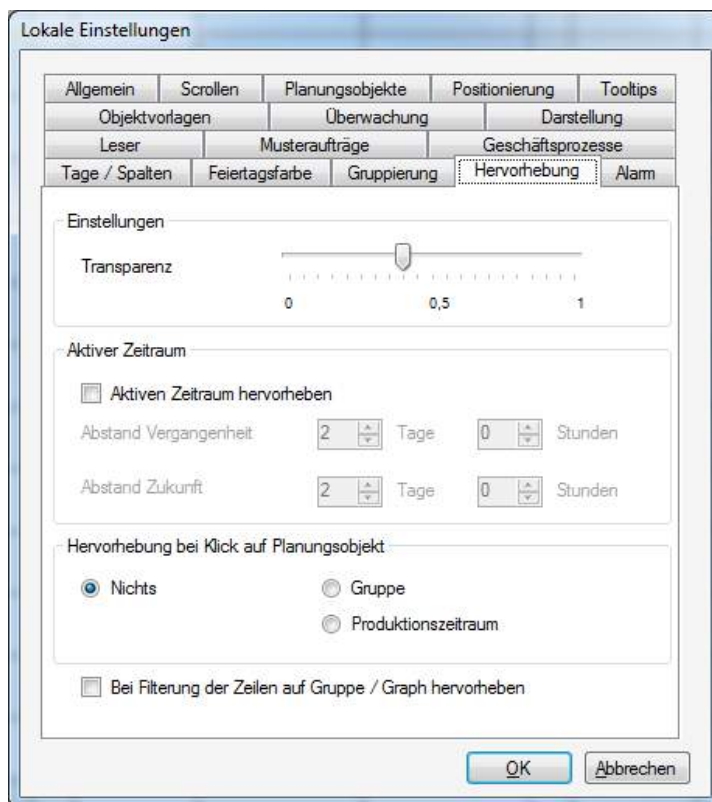 Lokale Einstellungen
Allgemein Scrollen Planungsobjekte Positionierung Tooltips
Objektvorlagen Überwachung Darstellung
Leser Musteraufträge Geschäftsprozesse
Tage / Spalten Feiertagsfarbe Gruppierung Hervorhebung Alarm
Einstellungen
Transparenz
0 0,5 1
Aktiver Zeitraum
Aktiven Zeitraum hervorheben
Abstand Vergangenheit 2 Tage 0 Stunden
Abstand Zukunft 2 Tage 0 Stunden
Hervorhebung bei Klick auf Planungsobjekt
Nichts Gruppe
Produktionszeitraum
Bei Filterung der Zeilen auf Gruppe / Graph hervorheben
OK Abbrechen